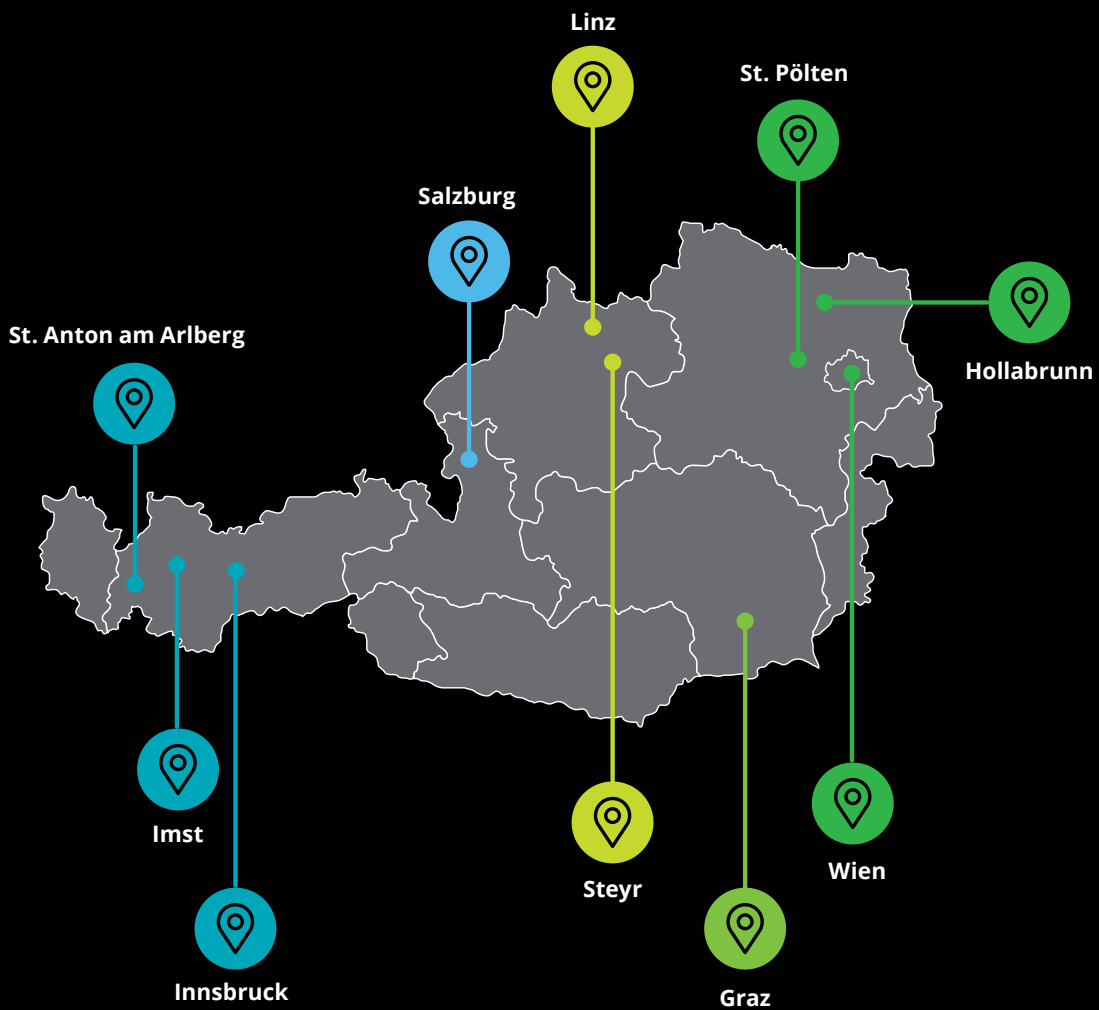 Linz
St. Pölten
Salzburg
St. Anton am Arlberg
Hollabrunn
Imst
Wien
Steyr
Innsbruck
Graz